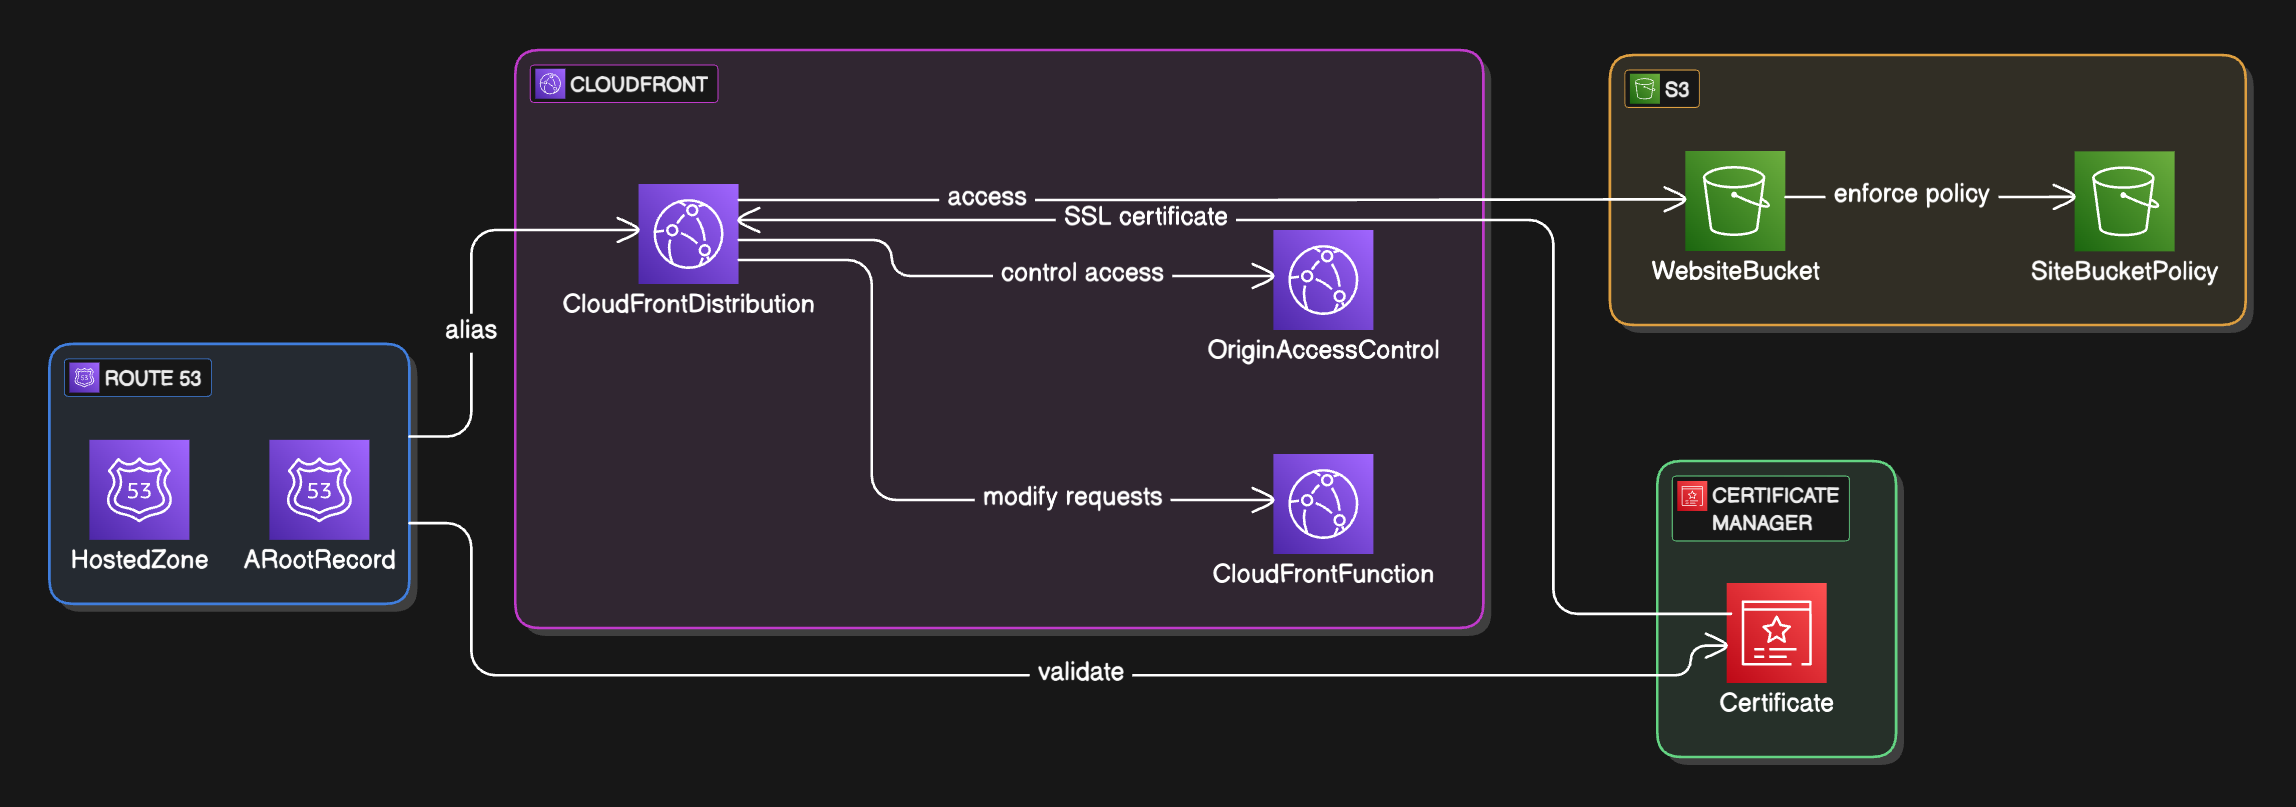 CLOUDFRONT
S3
access
SSL certificate
enforce policy
control access
WebsiteBucket
SiteBucketPolicy
CloudFrontDistribution
alias
OriginAccessControl
53
ROUTE 53
53
53
modify requests
CERTIFICATE
MANAGER
HostedZone
ARootRecord
CloudFrontFunction
validate
Certificate